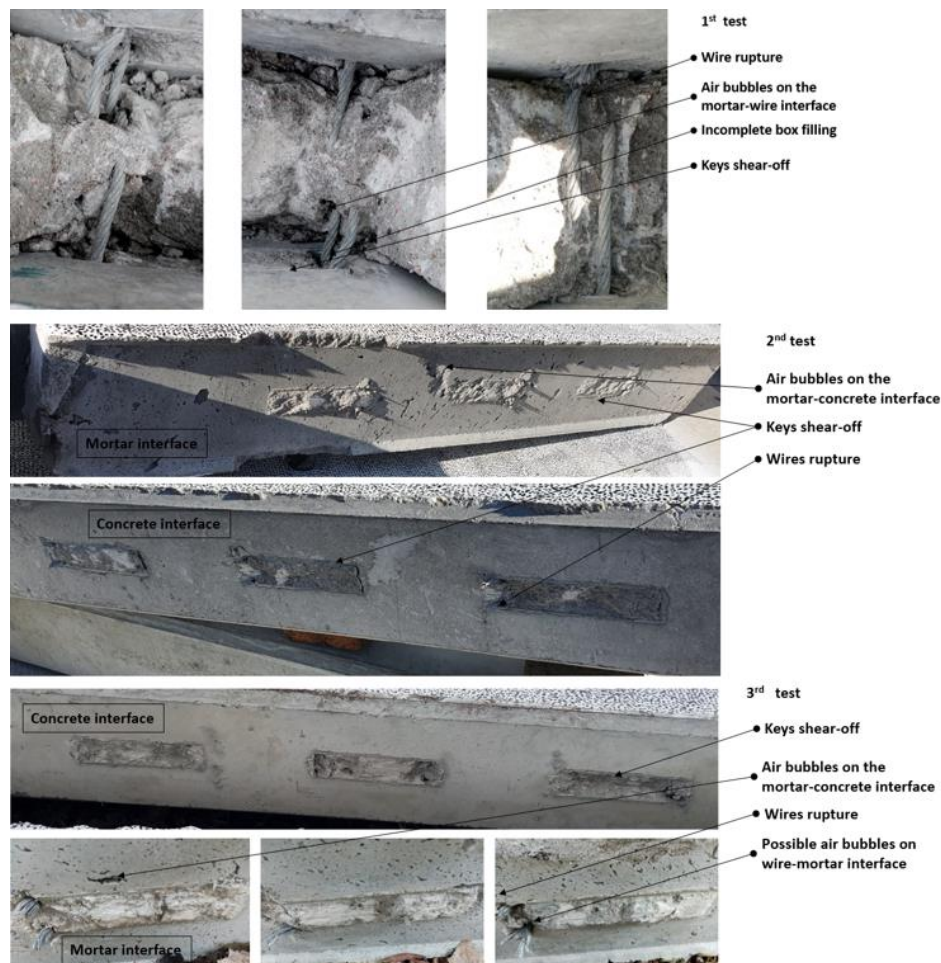 1st test
Wire rupture
Air bubbles on the
mortar-wire interface
Incomplete box filling
Keys shear-off
2nd test
Air bubbles on the
mortar-concrete interface
Keys shear-off
Wires rupture
Mortar interface
Concrete interface
3rd test
Concrete interface
Keys shear-off
Air bubbles on the
mortar-concrete interface
Wires rupture
Possible air bubbles on
wire-mortar interface
Mortar interface